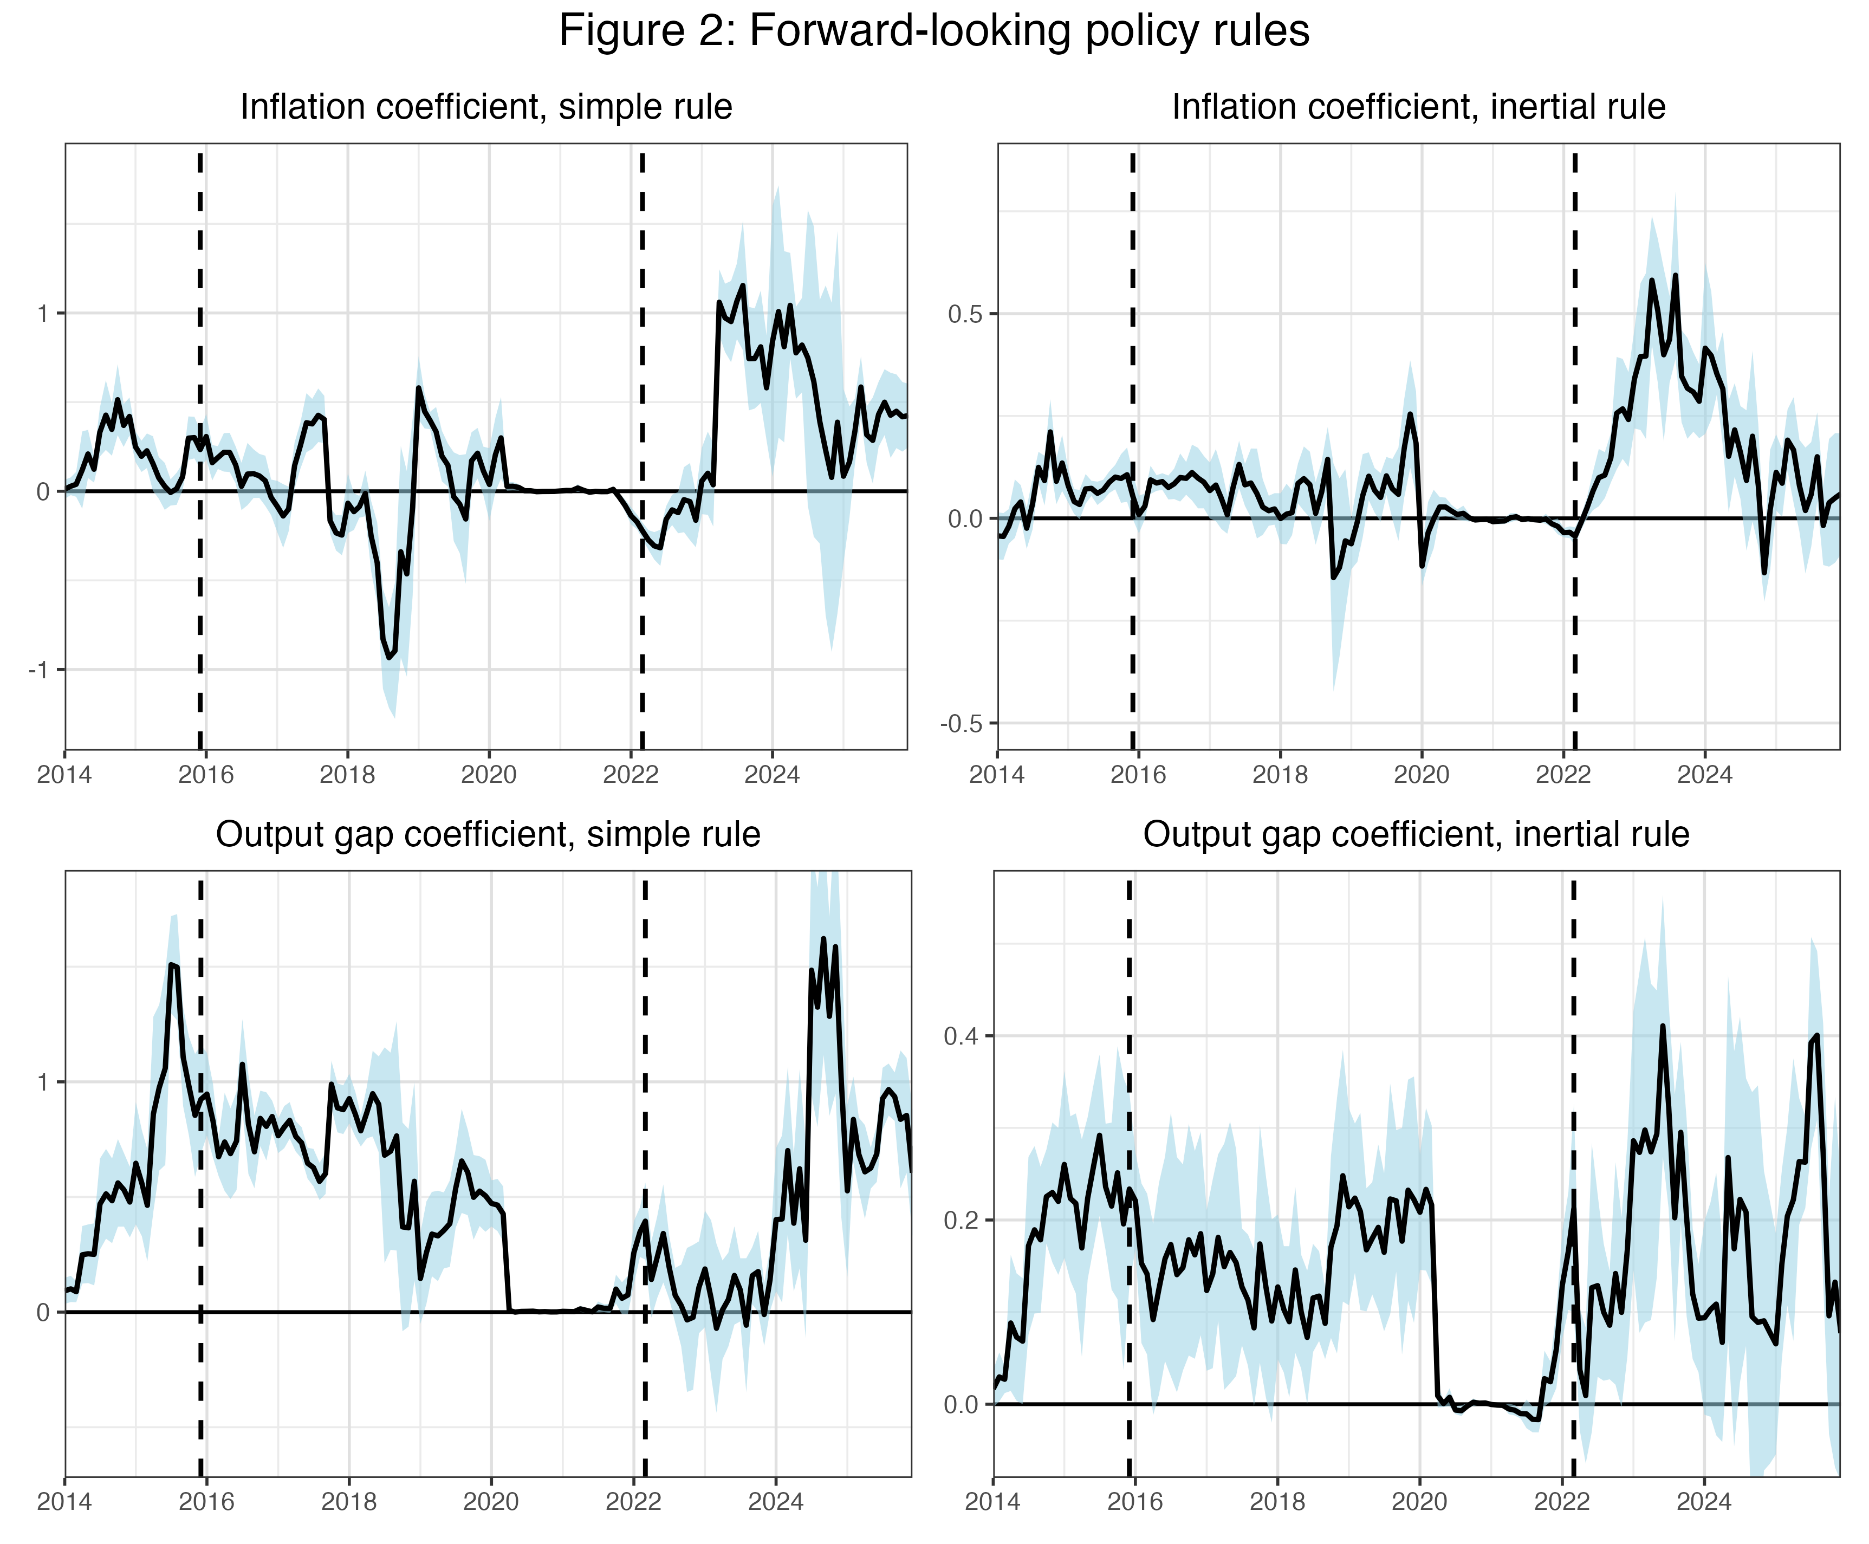 Figure 2: Forward-looking policy rules
Inflation coefficient, simple rule
1
0
-1
2014 2016 2018 2020 2022 2024
Inflation coefficient, inertial rule
0.5
0.0
-0.5
2014 2016 2018 2020 2022 2024
Output gap coefficient, simple rule
1
0
2014 2016 2018 2020 2022 2024
Output gap coefficient, inertial rule
0.4
0.2
0.0
2014 2016 2018 2020 2022 2024